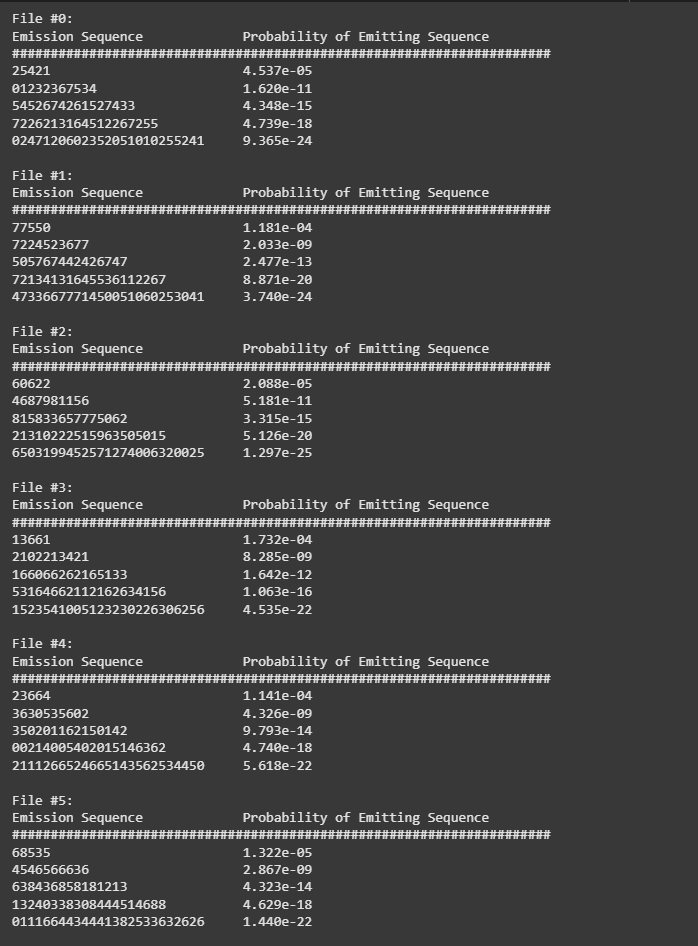 File #0:
Emission Sequence Probability of Emitting Sequence
######################################################################
25421 4.537e-05
01232367534 1.620e-11
5452674261527433 4.348e-15
7226213164512267255 4.739e-18
0247120602352051010255241 9.365e-24
File #1:
Emission Sequence Probability of Emitting Sequence
######################################################################
77550 1.181e-04
7224523677 2.033e-09
505767442426747 2.477e-13
72134131645536112267 8.871e-20
4733667771450051060253041 3.740e-24
File #2:
Emission Sequence Probability of Emitting Sequence
######################################################################
60622 2.088e-05
4687981156 5.181e-11
815833657775062 3.315e-15
21310222515963505015 5.126e-20
6503199452571274006320025 1.297e-25
File #3:
Emission Sequence Probability of Emitting Sequence
######################################################################
13661 1.732e-04
2102213421 8.285e-09
166066262165133 1.642e-12
53164662112162634156 1.063e-16
1523541005123230226306256 4.535e-22
File #4:
Emission Sequence Probability of Emitting Sequence
######################################################################
23664 1.141e-04
3630535602 4.326e-09
350201162150142 9.793e-14
00214005402015146362 4.740e-18
2111266524665143562534450 5.618e-22
File #5:
Emission Sequence Probability of Emitting Sequence
######################################################################
68535 1.322e-05
4546566636 2.867e-09
638436858181213 4.323e-14
13240338308444514688 4.629e-18
0111664434441382533632626 1.440e-22